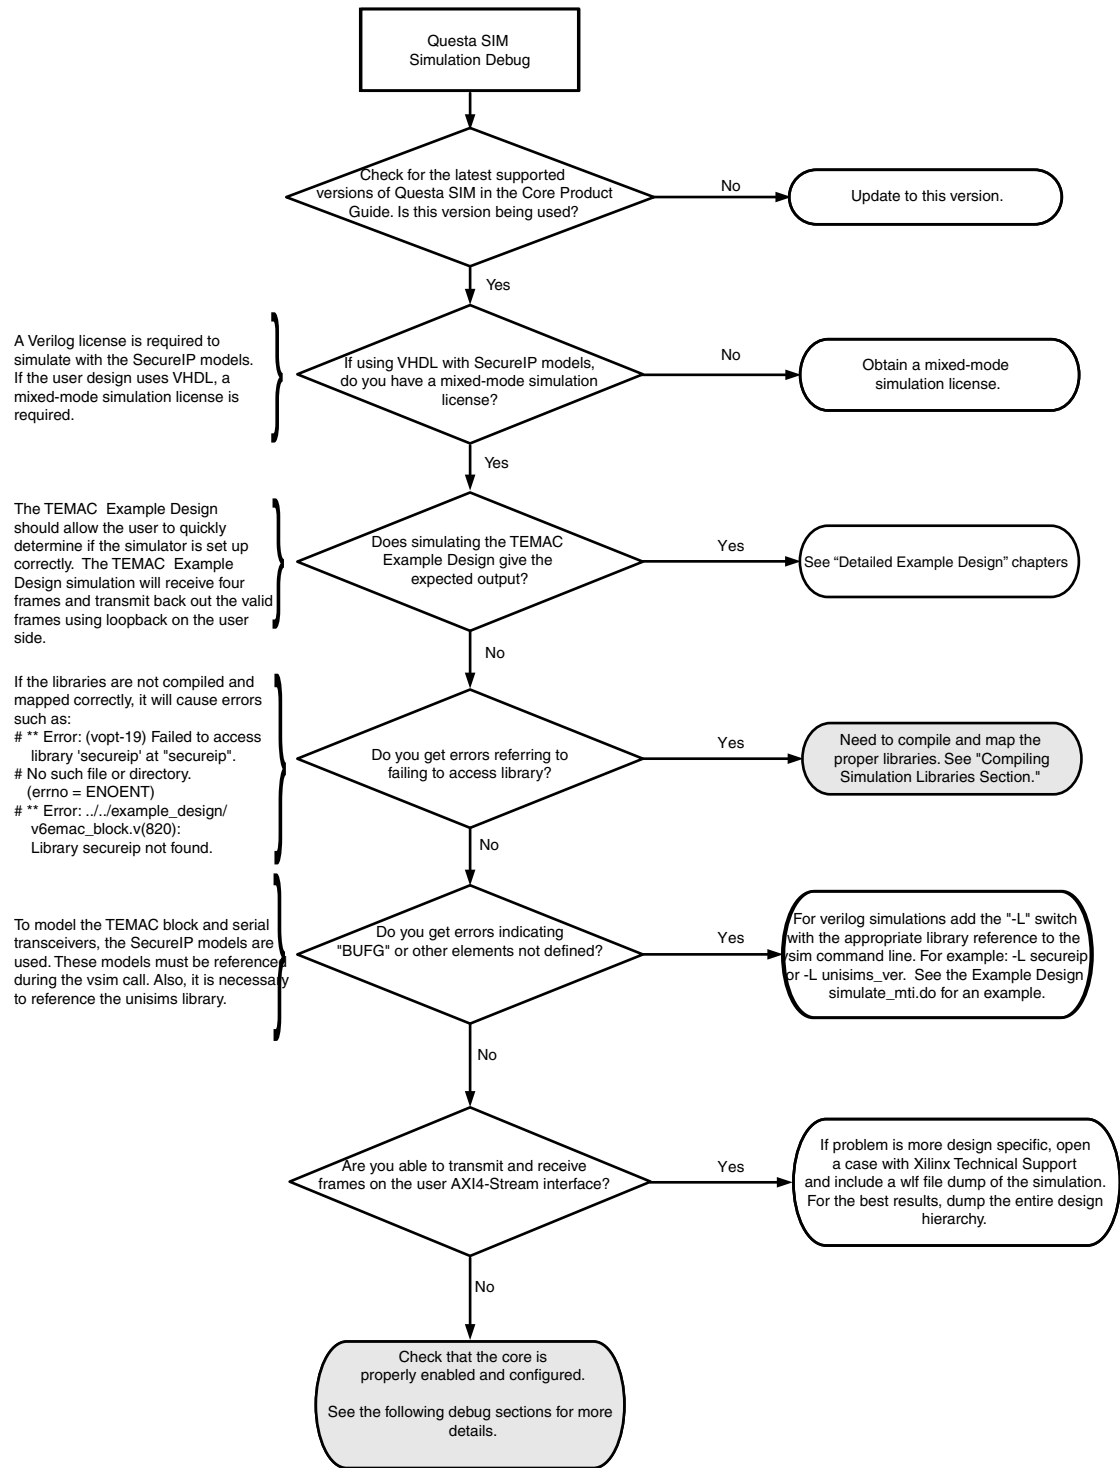 Questa SIM
Simulation Debug
Check for the latest supported
versions of Questa SIM in the Core Product
Guide. Is this version being used?
No
Update to this version.
Yes
A Verilog license is required to
simulate with the SecureIP models.
If the user design uses VHDL, a
mixed-mode simulation license is
required.
If using VHDL with SecureIP models,
do you have a mixed-mode simulation
license?
No
Obtain a mixed-mode
simulation license.
Yes
The TEMAC Example Design
should allow the user to quickly
determine if the simulator is set up
correctly. The TEMAC Example
Design simulation will receive four
frames and transmit back out the valid
frames using loopback on the user
side.
Does simulating the TEMAC
Example Design give the
expected output?
Yes
See “Detailed Example Design” chapters
No
If the libraries are not compiled and
mapped correctly, it will cause errors
such as:
# ** Error: (vopt-19) Failed to access
library 'secureip' at "secureip".
# No such file or directory.
(errno = ENOENT)
# ** Error: ../../example_design/
v6emac_block.v(820):
Library secureip not found.
Do you get errors referring to
failing to access library?
Yes
Need to compile and map the
proper libraries. See "Compiling
Simulation Libraries Section."
No
To model the TEMAC block and serial
transceivers, the SecureIP models are
used. These models must be referenced
during the vsim call. Also, it is necessary
to reference the unisims library.
Do you get errors indicating
"BUFG" or other elements not defined?
Yes
For verilog simulations add the "-L" switch
with the appropriate library reference to the
vsim command line. For example: -L secureip
or -L unisims_ver. See the Example Design
simulate_mti.do for an example.
No
Are you able to transmit and receive
frames on the user AXI4-Stream interface?
Yes
If problem is more design specific, open
a case with Xilinx Technical Support
and include a wlf file dump of the simulation.
For the best results, dump the entire design
hierarchy.
No
Check that the core is
properly enabled and configured.
See the following debug sections for more
details.